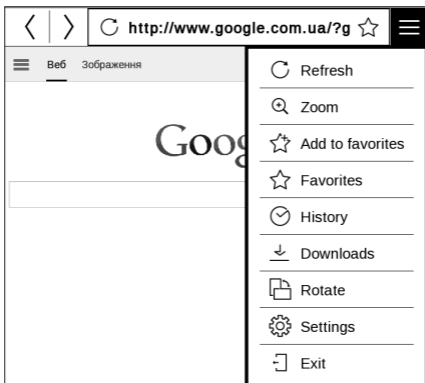 http://www.google.com.ua/?g
Веб Зображення
Refresh
Zoom
Goog
Add to favorites
Favorites
History
Downloads
Rotate
Settings
Exit